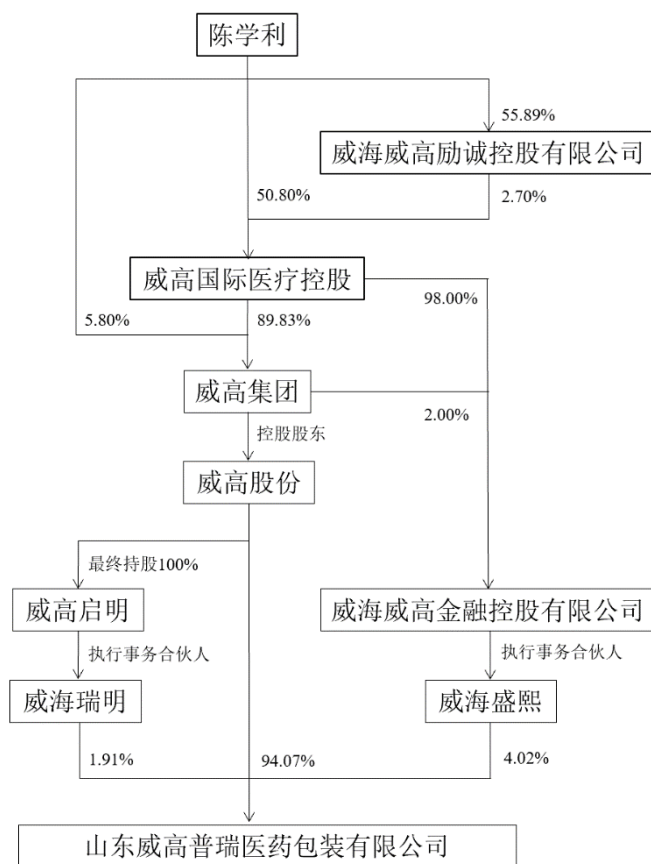 陈学利
55.89%
威海威高励诚控股有限公司
50.80%
2.70%
威高国际医疗控股
5.80%
89.83%
98.00%
威高集团
2.00%
控股股东
威高股份
最终持股100%
威高启明
威海威高金融控股有限公司
执行事务合伙人
执行事务合伙人
威海瑞明
威海盛熙
1.91%
94.07%
4.02%
山东威高普瑞医药包装有限公司